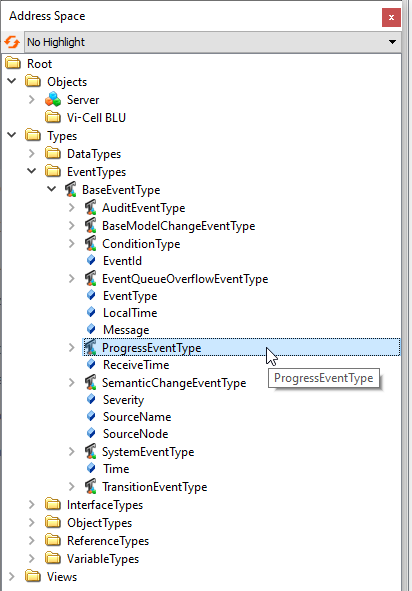 Address Space
x
No Highlight
Root
Objects
Server
Vi-Cell BLU
Types
DataTypes
EventTypes
BaseEventType
AuditEventType
BaseModelChangeEventType
ConditionType
EventId
EventQueueOverflowEventType
EventType
LocalTime
Message
ProgressEventType
ReceiveTime
ProgressEventType
SemanticChangeEventType
Severity
SourceName
SourceNode
SystemEventType
Time
TransitionEventType
InterfaceTypes
ObjectTypes
ReferenceTypes
VariableTypes
Views